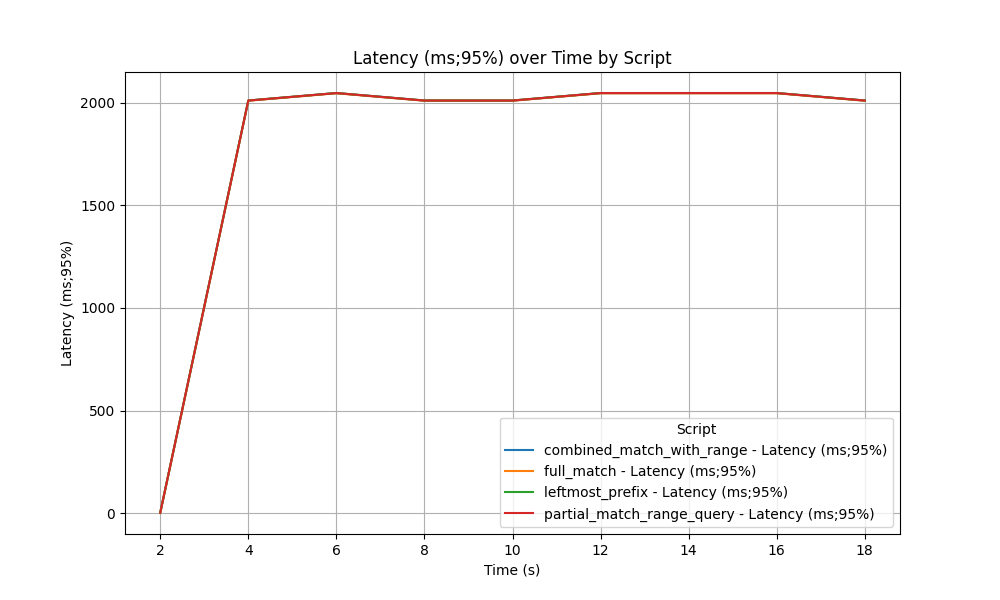 Latency (ms;95%) over Time by Script
Latency (ms;95%)
2000
1500
1000
500
0
Script
combined_match_with_range - Latency (ms;95%)
full_match - Latency (ms;95%)
leftmost_prefix - Latency (ms;95%)
partial_match_range_query - Latency (ms;95%)
2 4 6 8 10 12 14 16 18
Time (s)